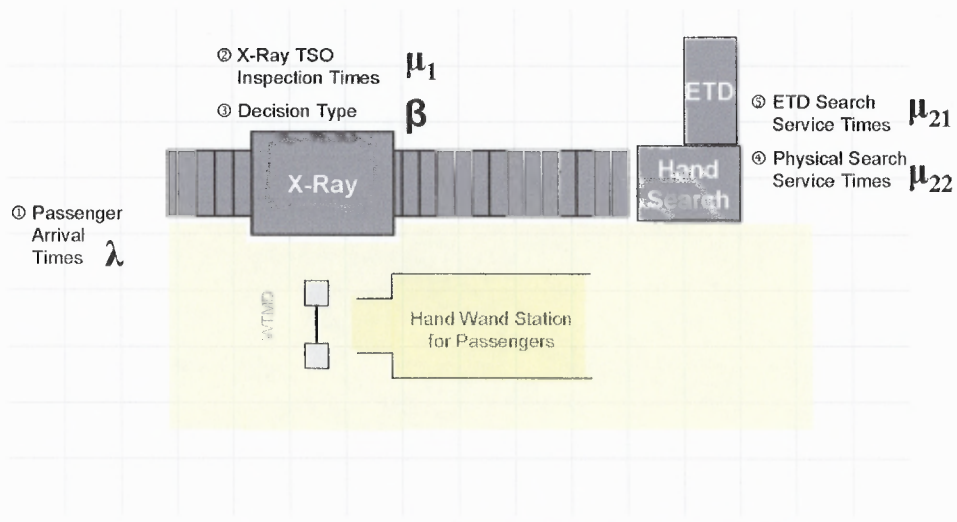 ② X-Ray TSO
Inspection Times μ₁
③ Decision Type β
X-Ray
ETD
⑤ ETD Search
Service Times μ₂₁
Hand
Search
④ Physical Search
Service Times μ₂₂
① Passenger
Arrival
Times λ
WTMD
Hand Wand Station
for Passengers